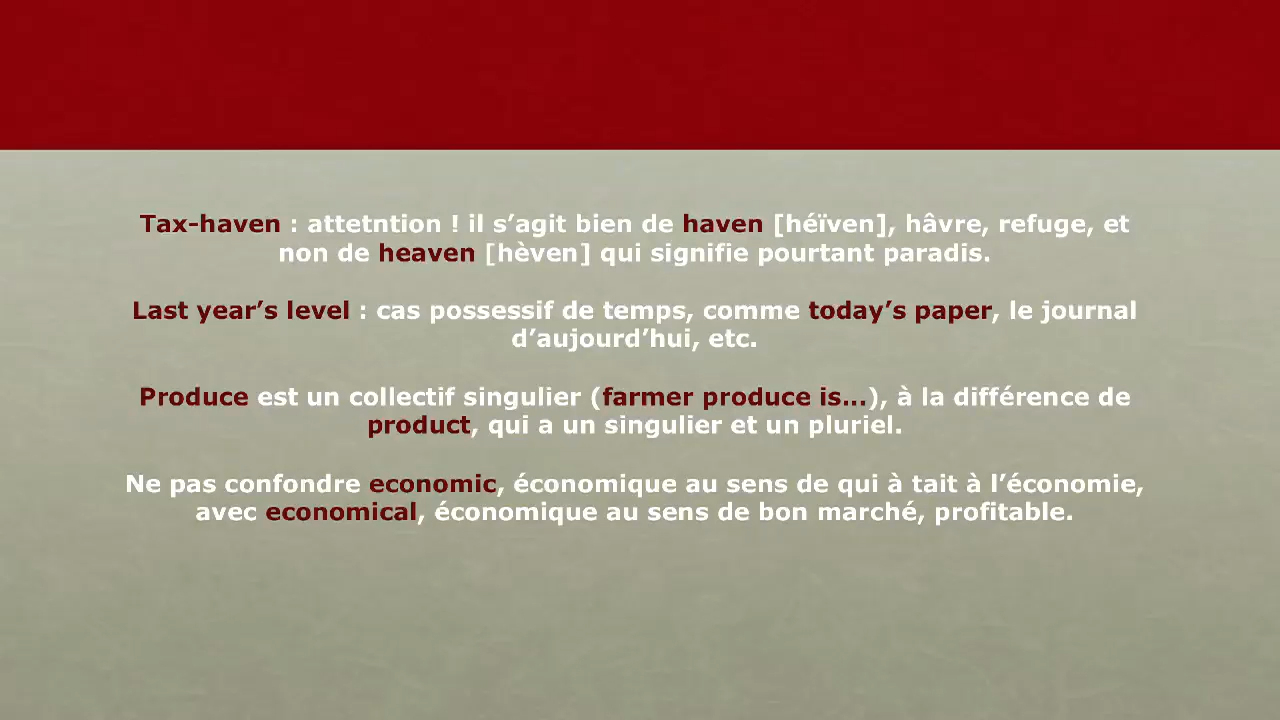 Tax-haven : attetntion ! il s’agit bien de haven [héïven], hâvre, refuge, et
non de heaven [hèven] qui signifie pourtant paradis.
Last year’s level : cas possessif de temps, comme today’s paper, le journal
d’aujourd’hui, etc.
Produce est un collectif singulier (farmer produce is...), à la différence de
product, qui a un singulier et un pluriel.
Ne pas confondre economic, économique au sens de qui à tait à l’économie,
avec economical, économique au sens de bon marché, profitable.